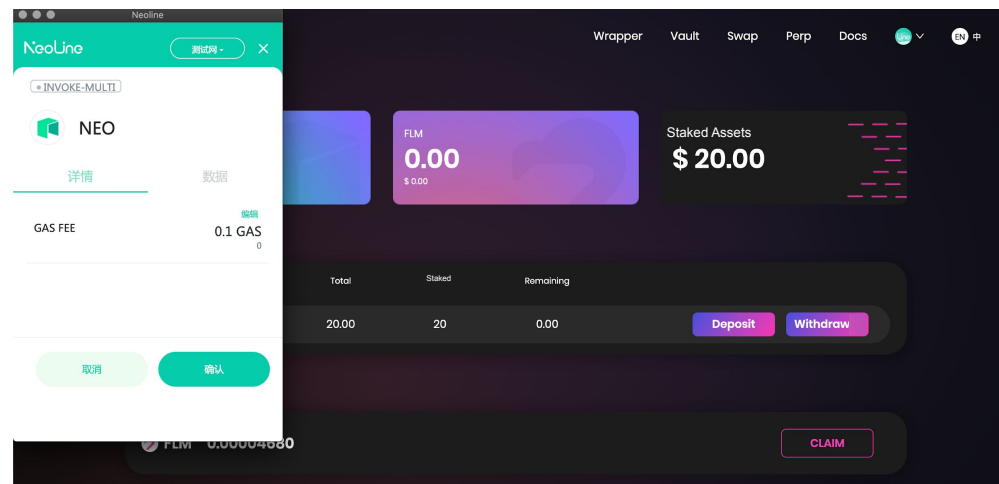 Neoline
NeoLine
测试网
INVOKE-MULTI
NEO
详情
数据
编辑
GAS FEE
0.1 GAS
0
取消
确认
Wrapper
Vault
Swap
Perp
Docs
Line
EN
中
FLM
0.00
$ 0.00
Staked Assets
$ 20.00
Total
Staked
Remaining
20.00
20
0.00
Deposit
Withdraw
FLM
0.00004680
CLAIM